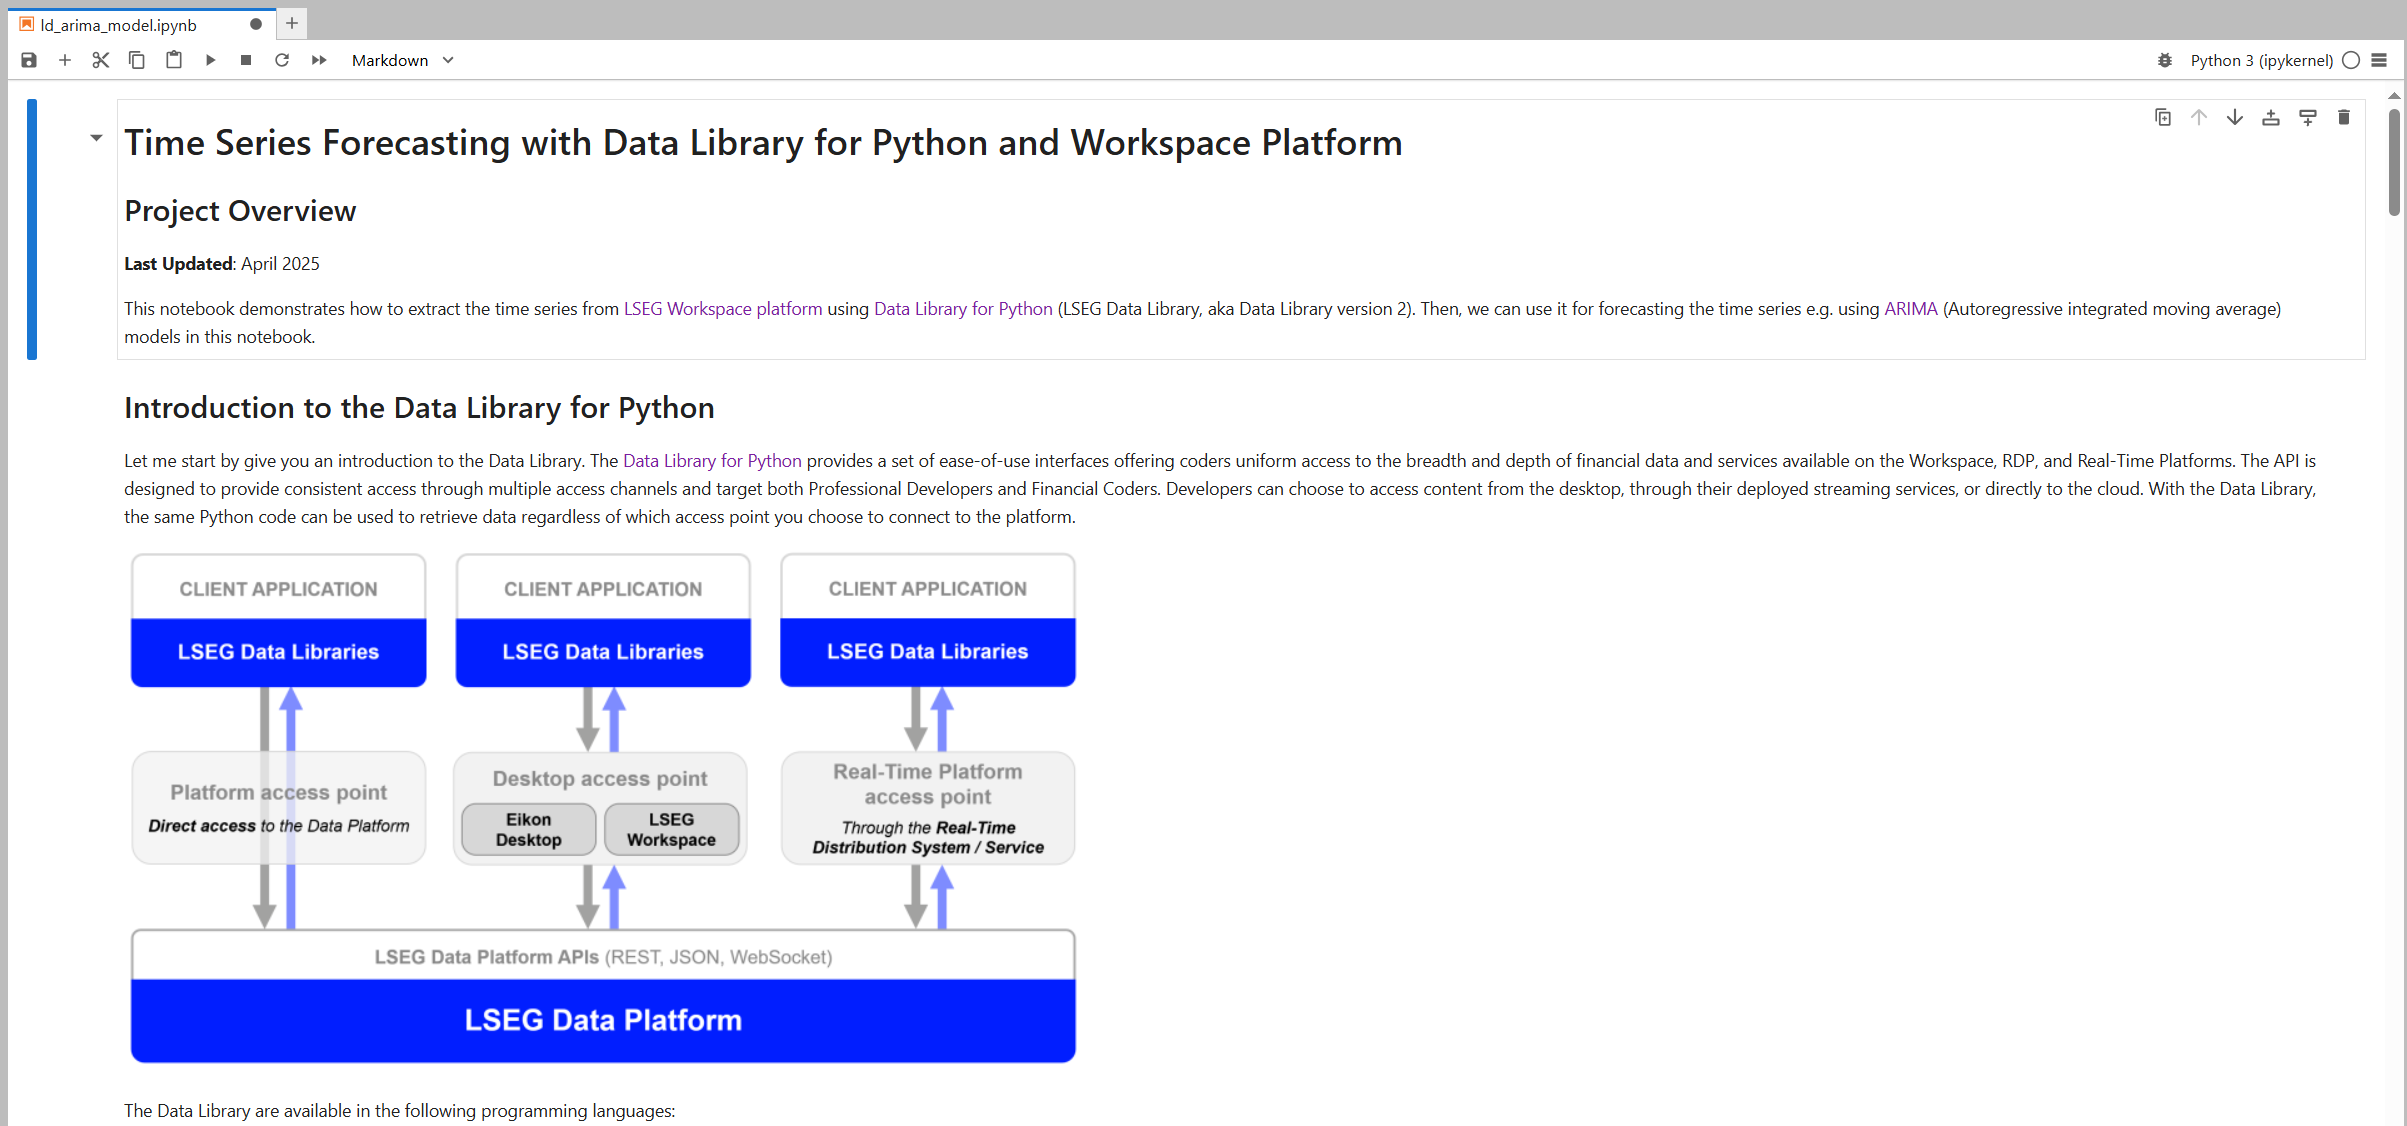 ld_arima_model.ipynb
Markdown
Python 3 (ipykernel)
Time Series Forecasting with Data Library for Python and Workspace Platform
Project Overview
Last Updated: April 2025
This notebook demonstrates how to extract the time series from LSEG Workspace platform using Data Library for Python (LSEG Data Library, aka Data Library version 2). Then, we can use it for forecasting the time series e.g. using ARIMA (Autoregressive integrated moving average)
models in this notebook.
Introduction to the Data Library for Python
Let me start by give you an introduction to the Data Library. The Data Library for Python provides a set of ease-of-use interfaces offering coders uniform access to the breadth and depth of financial data and services available on the Workspace, RDP, and Real-Time Platforms. The API is
designed to provide consistent access through multiple access channels and target both Professional Developers and Financial Coders. Developers can choose to access content from the desktop, through their deployed streaming services, or directly to the cloud. With the Data Library,
the same Python code can be used to retrieve data regardless of which access point you choose to connect to the platform.
CLIENT APPLICATION
LSEG Data Libraries
CLIENT APPLICATION
LSEG Data Libraries
CLIENT APPLICATION
LSEG Data Libraries
Platform access point
Direct access to the Data Platform
Desktop access point
Eikon
Desktop
LSEG
Workspace
Real-Time Platform
access point
Through the Real-Time
Distribution System / Service
LSEG Data Platform APIs (REST, JSON, WebSocket)
LSEG Data Platform
The Data Library are available in the following programming languages: